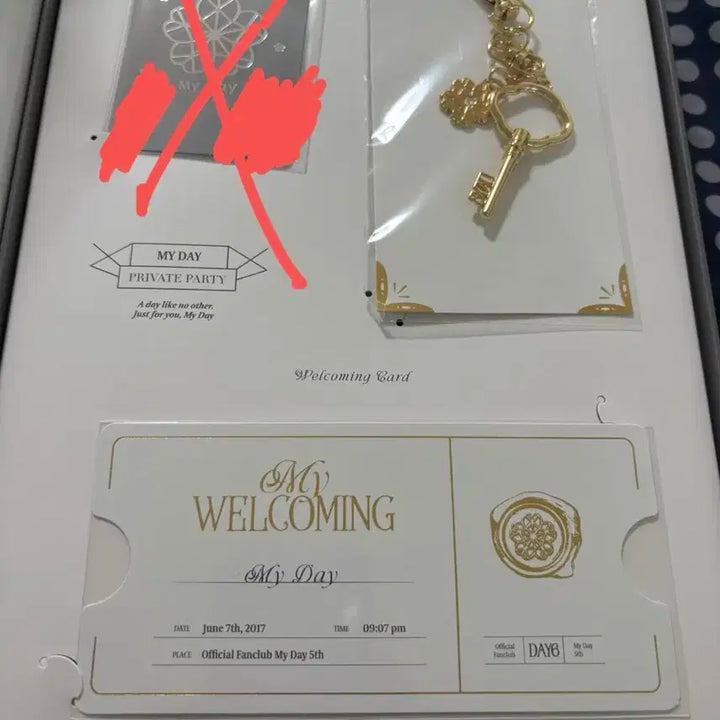 My Day
MY DAY
PRIVATE PARTY
A day like no other.
Just for you, My Day
Welcoming Card
My
WELCOMING
My Day
DATE June 7th, 2017 TIME 09:07 pm
PLACE Official Fanclub My Day 5th
Official Fanclub
DAY6
My Day 5th